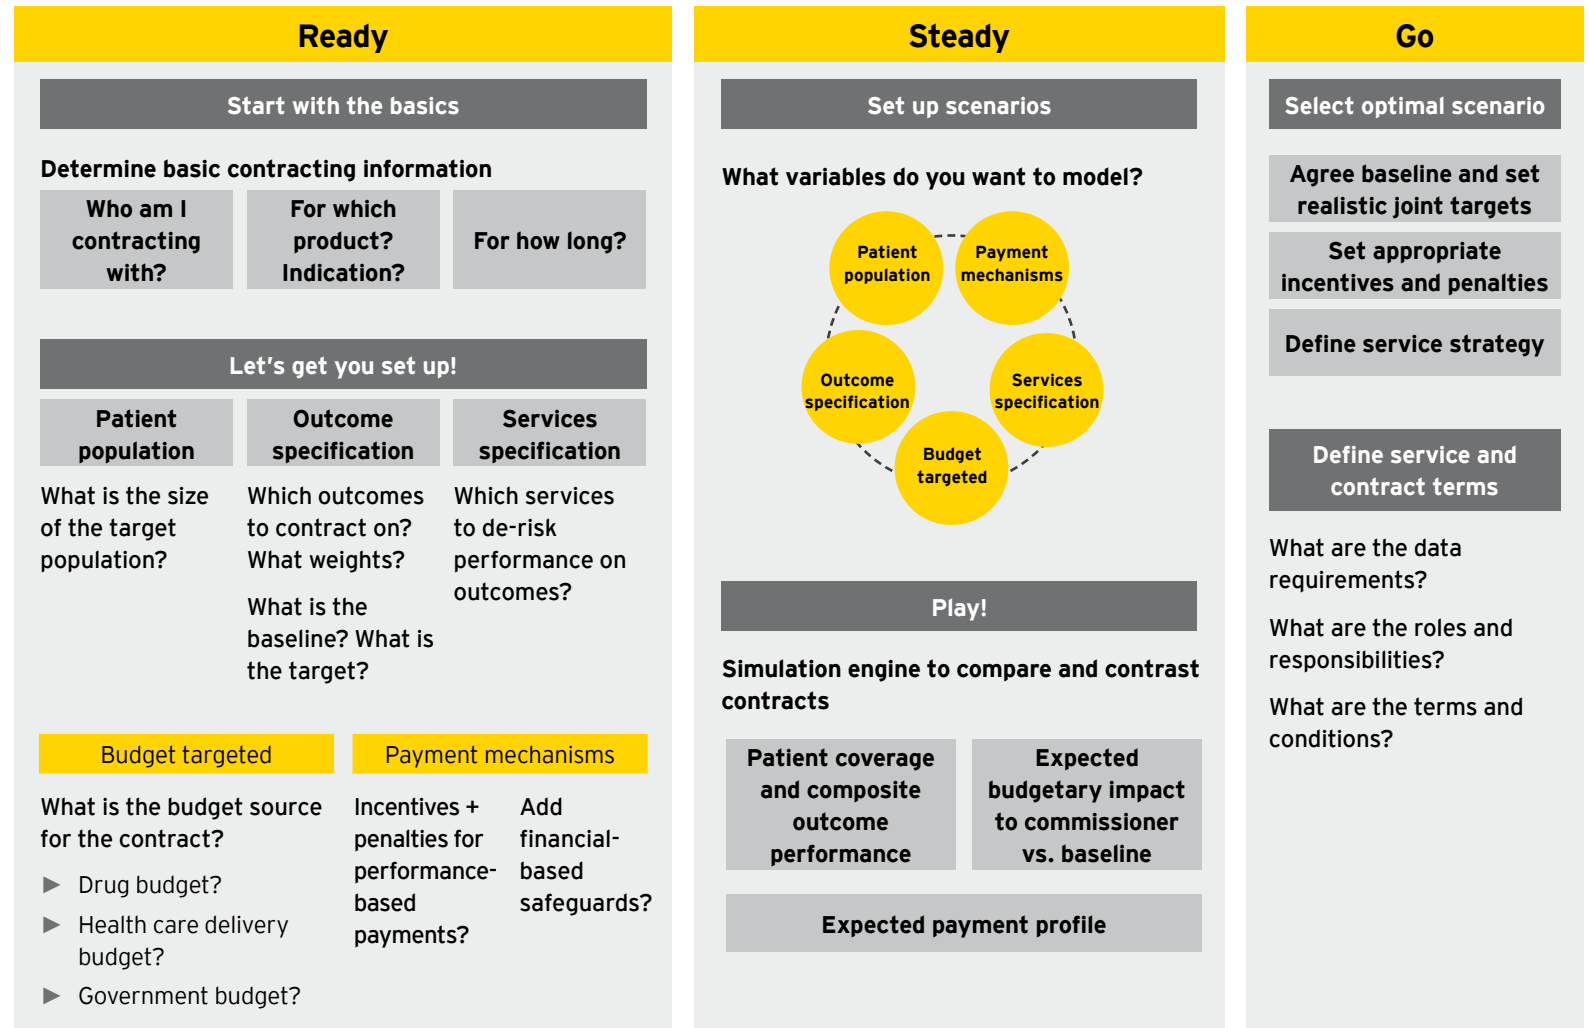 Ready
Start with the basics
Determine basic contracting information
Who am I
contracting
with?
For which
product?
Indication?
For how long?
Let's get you set up!
Patient
population
What is the size
of the target
population?
Outcome
specification
Which outcomes
to contract on?
What weights?
What is the
baseline? What is
the target?
Services
specification
Which services
to de-risk
performance on
outcomes?
Budget targeted
What is the budget source
for the contract?
► Drug budget?
► Health care delivery
budget?
► Government budget?
Payment mechanisms
Incentives +
penalties for
performance-
based
payments?
Add
financial-
based
safeguards?
Steady
Set up scenarios
What variables do you want to model?
Patient
population
Payment
mechanisms
Outcome
specification
Services
specification
Budget
targeted
Play!
Simulation engine to compare and contrast
contracts
Patient coverage
and composite
outcome
performance
Expected
budgetary impact
to commissioner
vs. baseline
Expected payment profile
Go
Select optimal scenario
Agree baseline and set
realistic joint targets
Set appropriate
incentives and penalties
Define service strategy
Define service and
contract terms
What are the data
requirements?
What are the roles and
responsibilities?
What are the terms and
conditions?